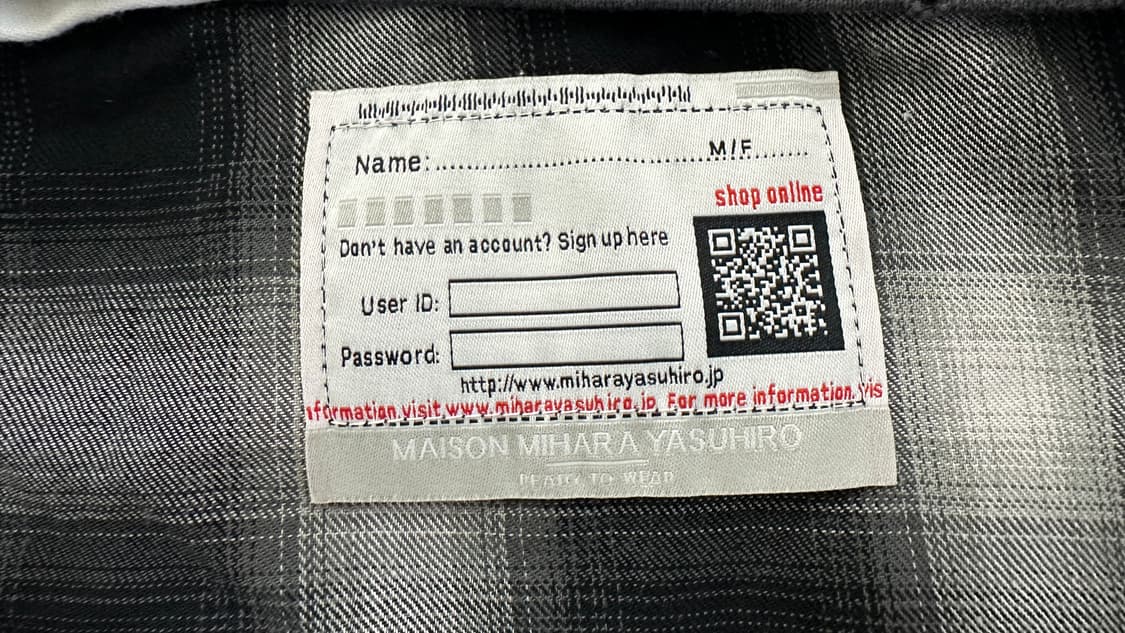 Name:.......................................M/F.......
shop online
Don't have an account? Sign up here
User ID:
Password:
http://www.miharayasuhiro.jp
formation,visit,www.miharayasuhiro.jp For more information,vis
MAISON MIHARA YASUHIRO
READY TO WEAR